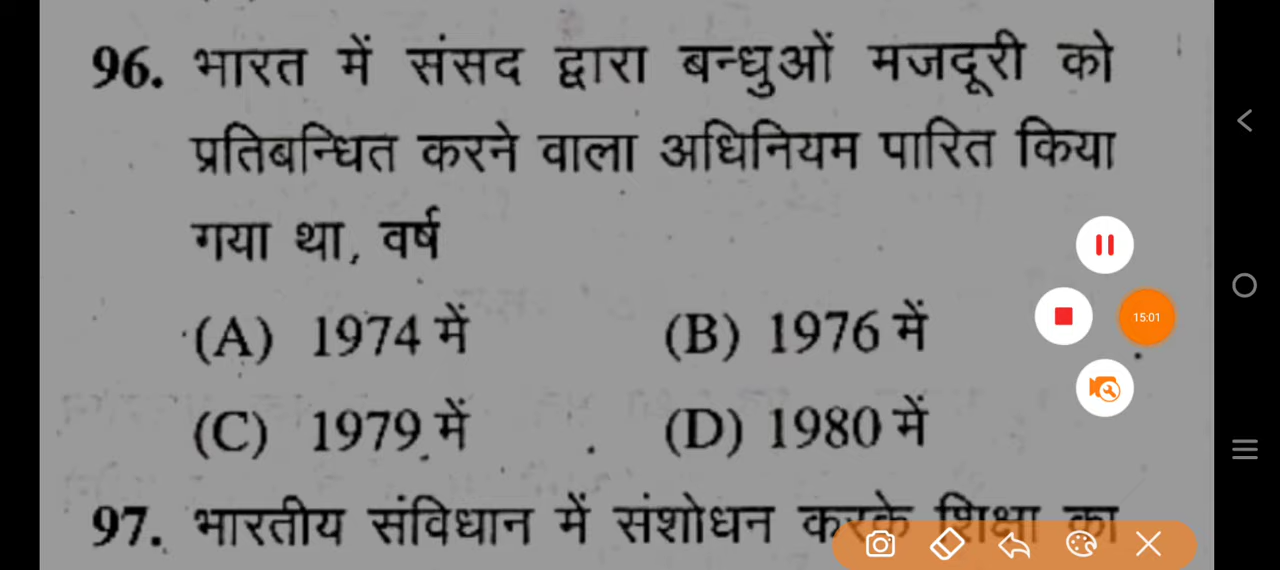 96. भारत में संसद द्वारा बन्धुओं मजदूरी को
प्रतिबन्धित करने वाला अधिनियम पारित किया
गया था, वर्ष
(A) 1974 में (B) 1976 में
15:01
(C) 1979 में (D) 1980 में
97. भारतीय संविधान में संशोधन करके शिक्षा का